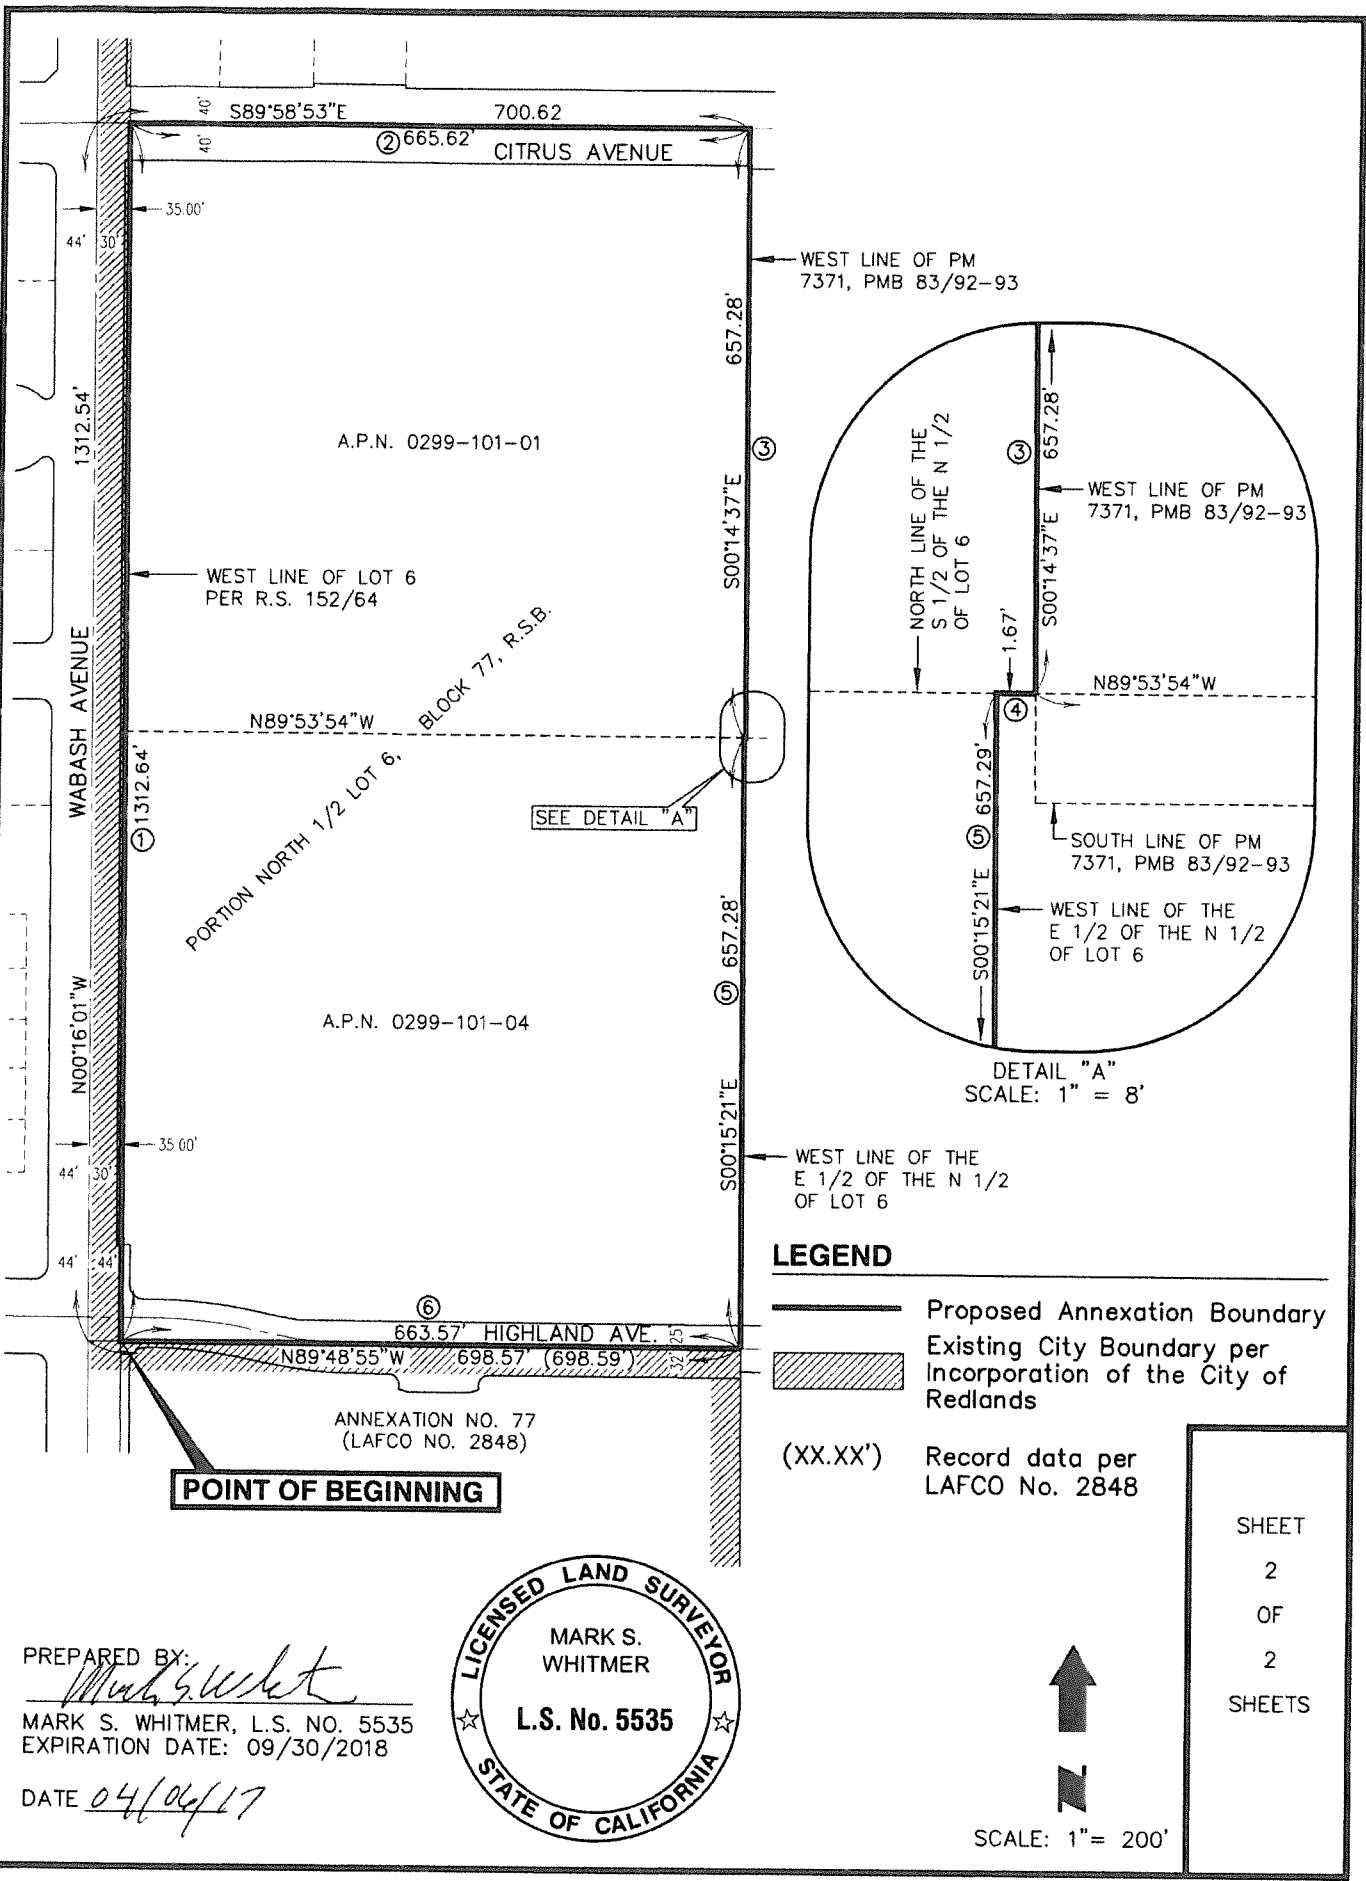 S89°58'53"E 700.62
40'
40'
② 665.62'
CITRUS AVENUE
35.00'
44' 30'
WEST LINE OF PM
7371, PMB 83/92-93
657.28'
1312.54'
A.P.N. 0299-101-01
③
S00°14'37"E
WEST LINE OF LOT 6
PER R.S. 152/64
WABASH AVENUE
N89°53'54"W
PORTION NORTH 1/2 LOT 6, BLOCK 77, R.S.B.
① 1312.64'
SEE DETAIL "A"
657.28'
⑤
N00°16'01"W
A.P.N. 0299-101-04
S00°15'21"E
35.00'
44' 30'
WEST LINE OF THE
E 1/2 OF THE N 1/2
OF LOT 6
44' 44'
⑥
663.57' HIGHLAND AVE.
25'
N89°48'55"W 698.57' (698.59')
32'
ANNEXATION NO. 77
(LAFCO NO. 2848)
POINT OF BEGINNING
NORTH LINE OF THE
S 1/2 OF THE N 1/2
OF LOT 6
③
657.28'
WEST LINE OF PM
7371, PMB 83/92-93
S00°14'37"E
1.67'
N89°53'54"W
④
657.29'
⑤
SOUTH LINE OF PM
7371, PMB 83/92-93
S00°15'21"E
WEST LINE OF THE
E 1/2 OF THE N 1/2
OF LOT 6
DETAIL "A"
SCALE: 1" = 8'
LEGEND
Proposed Annexation Boundary
Existing City Boundary per
Incorporation of the City of
Redlands
(XX.XX') Record data per
LAFCO No. 2848
PREPARED BY:
Mark S. Whitmer
MARK S. WHITMER, L.S. NO. 5535
EXPIRATION DATE: 09/30/2018
DATE 04/06/17
LICENSED LAND SURVEYOR
MARK S.
WHITMER
L.S. No. 5535
STATE OF CALIFORNIA
N
SCALE: 1"= 200'
SHEET
2
OF
2
SHEETS